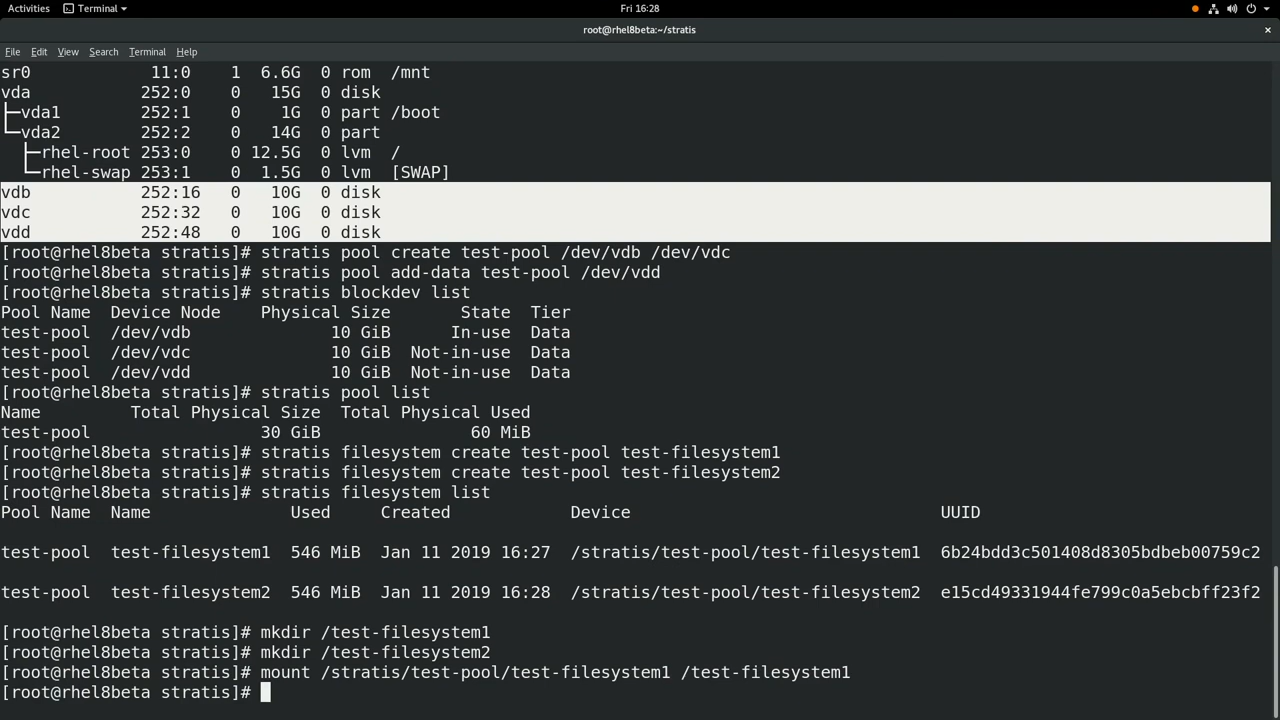 Activities Terminal Fri 16:28
root@rhel8beta:~/stratis ×
File Edit View Search Terminal Help
sr0 11:0 1 6.6G 0 rom /mnt
vda 252:0 0 15G 0 disk
├─vda1 252:1 0 1G 0 part /boot
└─vda2 252:2 0 14G 0 part
├─rhel-root 253:0 0 12.5G 0 lvm /
└─rhel-swap 253:1 0 1.5G 0 lvm [SWAP]
vdb 252:16 0 10G 0 disk
vdc 252:32 0 10G 0 disk
vdd 252:48 0 10G 0 disk
[root@rhel8beta stratis]# stratis pool create test-pool /dev/vdb /dev/vdc
[root@rhel8beta stratis]# stratis pool add-data test-pool /dev/vdd
[root@rhel8beta stratis]# stratis blockdev list
Pool Name Device Node Physical Size State Tier
test-pool /dev/vdb 10 GiB In-use Data
test-pool /dev/vdc 10 GiB Not-in-use Data
test-pool /dev/vdd 10 GiB Not-in-use Data
[root@rhel8beta stratis]# stratis pool list
Name Total Physical Size Total Physical Used
test-pool 30 GiB 60 MiB
[root@rhel8beta stratis]# stratis filesystem create test-pool test-filesystem1
[root@rhel8beta stratis]# stratis filesystem create test-pool test-filesystem2
[root@rhel8beta stratis]# stratis filesystem list
Pool Name Name Used Created Device UUID
test-pool test-filesystem1 546 MiB Jan 11 2019 16:27 /stratis/test-pool/test-filesystem1 6b24bdd3c501408d8305bdbeb00759c2
test-pool test-filesystem2 546 MiB Jan 11 2019 16:28 /stratis/test-pool/test-filesystem2 e15cd49331944fe799c0a5ebcbff23f2
[root@rhel8beta stratis]# mkdir /test-filesystem1
[root@rhel8beta stratis]# mkdir /test-filesystem2
[root@rhel8beta stratis]# mount /stratis/test-pool/test-filesystem1 /test-filesystem1
[root@rhel8beta stratis]#